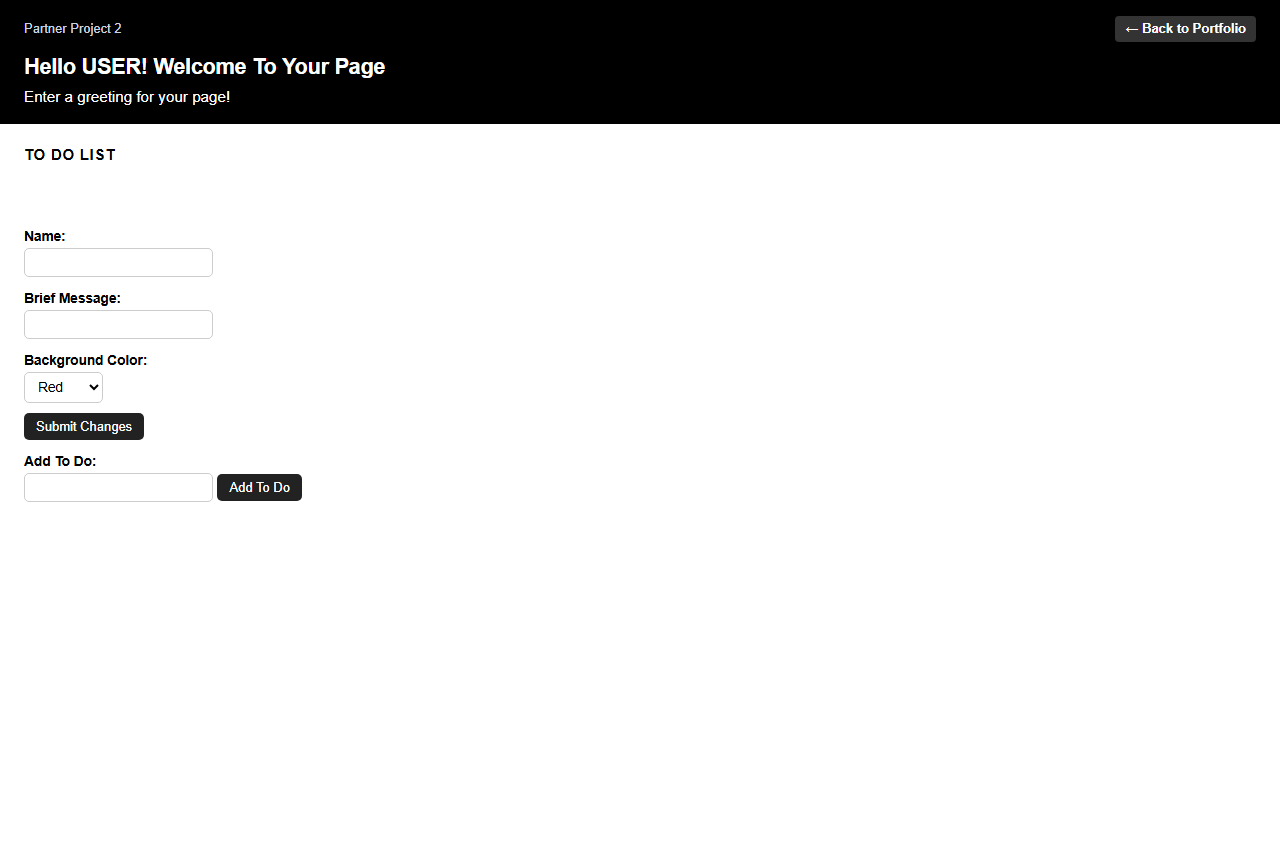 Partner Project 2
← Back to Portfolio
Hello USER! Welcome To Your Page
Enter a greeting for your page!
TO DO LIST
Name:
Brief Message:
Background Color:
Red
Submit Changes
Add To Do:
Add To Do